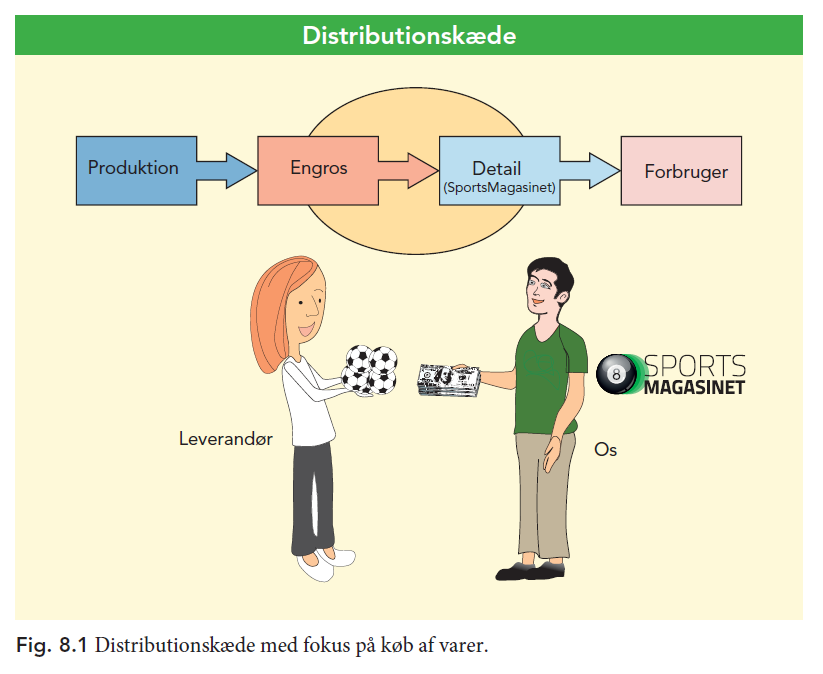 Distributionskæde
Produktion
Engros
Detail
(SportsMagasinet)
Forbruger
Leverandør
8
SPORTS
MAGASINET
Os
Fig. 8.1 Distributionskæde med fokus på køb af varer.